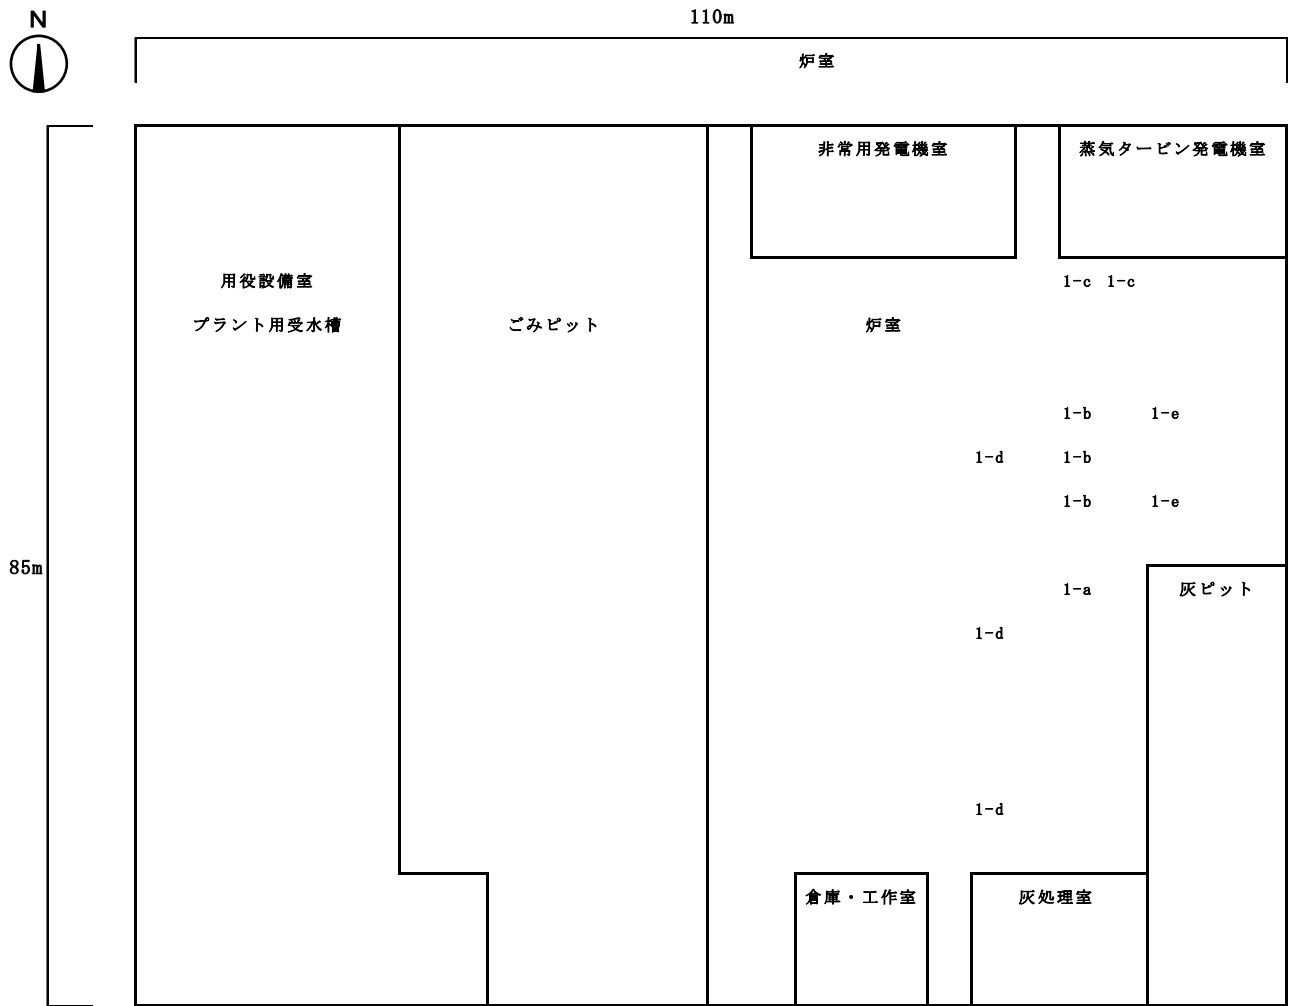 110m
N
炉室
非常用発電機室
蒸気タービン発電機室
用役設備室
1-c 1-c
プラント用受水槽
ごみピット
炉室
1-b
1-e
1-d
1-b
1-b
1-e
85m
1-a
灰ピット
1-d
1-d
倉庫・工作室
灰処理室